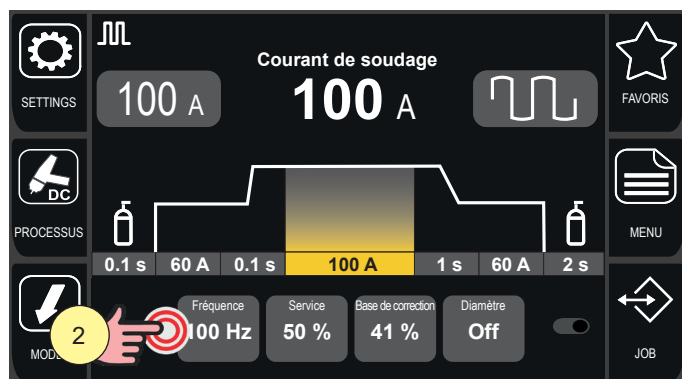 SETTINGS
PROCESSUS
DC
MOD
2
Courant de soudage
100 A
100 A
0.1 s 60 A 0.1 s 100 A 1 s 60 A 2 s
Fréquence Service Base de correction Diamètre
100 Hz 50 % 41 % Off
FAVORIS
MENU
JOB